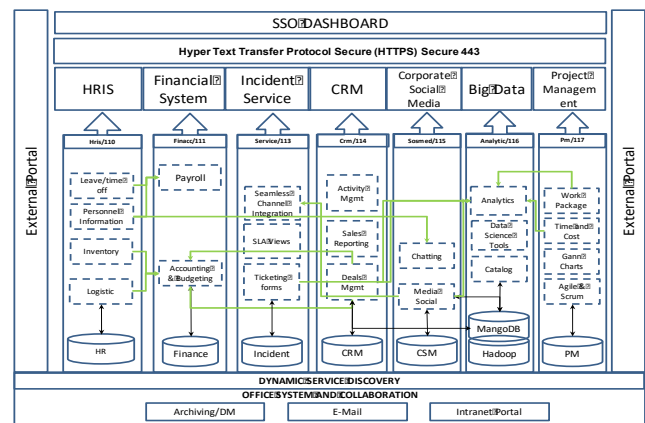 SSO DASHBOARD
Hyper Text Transfer Protocol Secure (HTTPS) Secure 443
External Portal
HRIS
Financial
System
Incident
Service
CRM
Corporate
Social
Media
Big Data
Project
Managem
ent
External Portal
Hris/110
Finacc/111
Service/113
Crm/114
Sosmed/115
Analytic/116
Pm/117
Leave/time
off
Personnel
Information
Inventory
Logistic
HR
Payroll
Accounting
& Budgeting
Finance
Seamless
Channel
Integration
SLA Views
Ticketing
forms
Incident
Activity
Mgmt
Sales
Reporting
Deals
Mgmt
CRM
Chatting
Media
Social
CSM
Analytics
Data
Science
Tools
Catalog
MangoDB
Hadoop
Work
Package
Time and
Cost
Gann
Charts
Agile &
Scrum
PM
DYNAMIC SERVICE DISCOVERY
OFFICE SYSTEM AND COLLABORATION
Archiving/DM
E-Mail
Intranet Portal